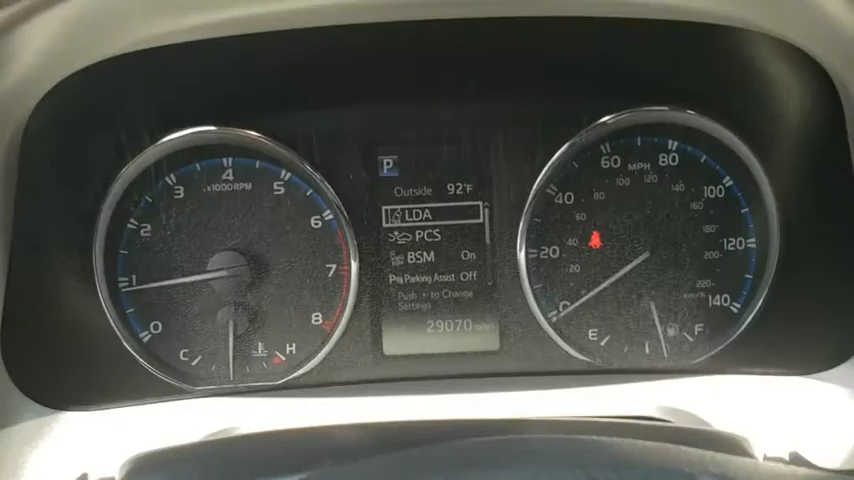 P
Outside 92°F
LDA
PCS
BSM On
Parking Assist Off
Push to Change
Settings
29070 miles
0
1
2
3
4
5
6
7
8
x1000RPM
C
H
20
40
60
80
100
120
140
MPH
20
40
60
80
100
120
140
160
180
200
220
km/h
E
F